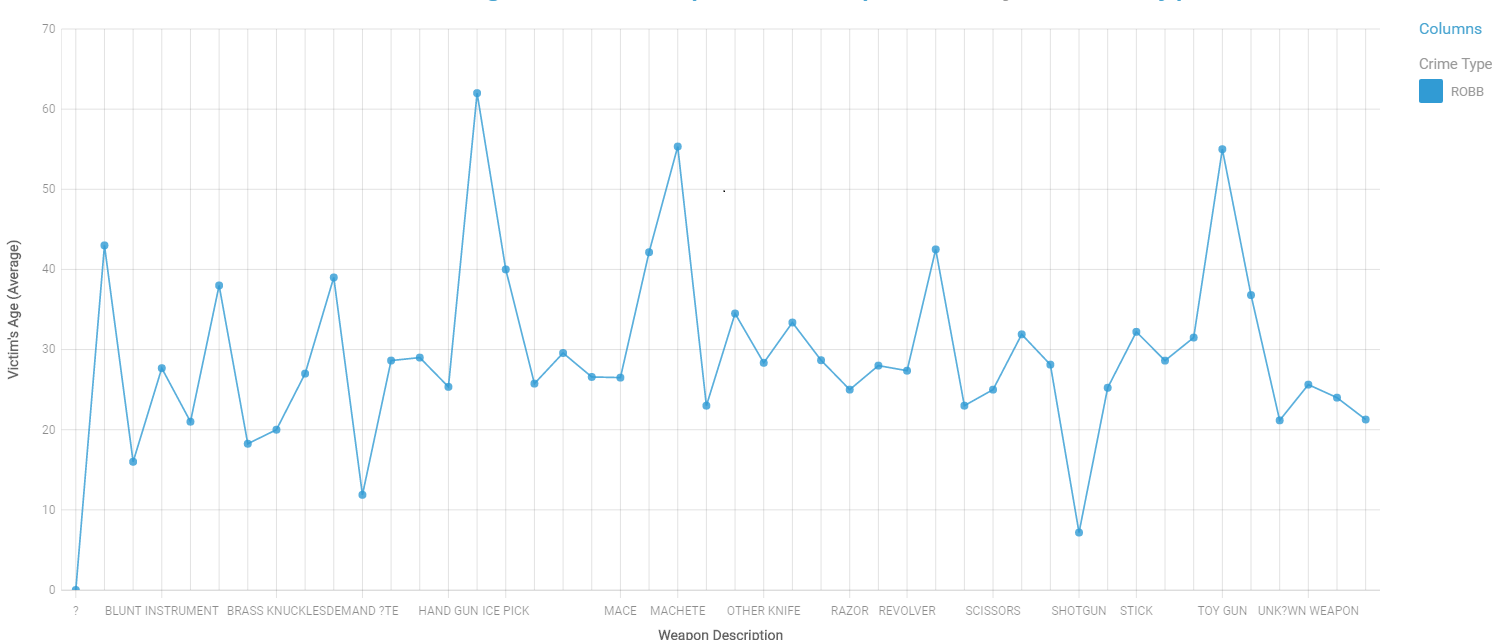 70
60
50
40
30
20
10
0
Victim's Age (Average)
? BLUNT INSTRUMENT BRASS KNUCKLES DEMAND ?TE HAND GUN ICE PICK MACE MACHETE OTHER KNIFE RAZOR REVOLVER SCISSORS SHOTGUN STICK TOY GUN UNK?WN WEAPON
Weapon Description
Columns
Crime Type
ROBB